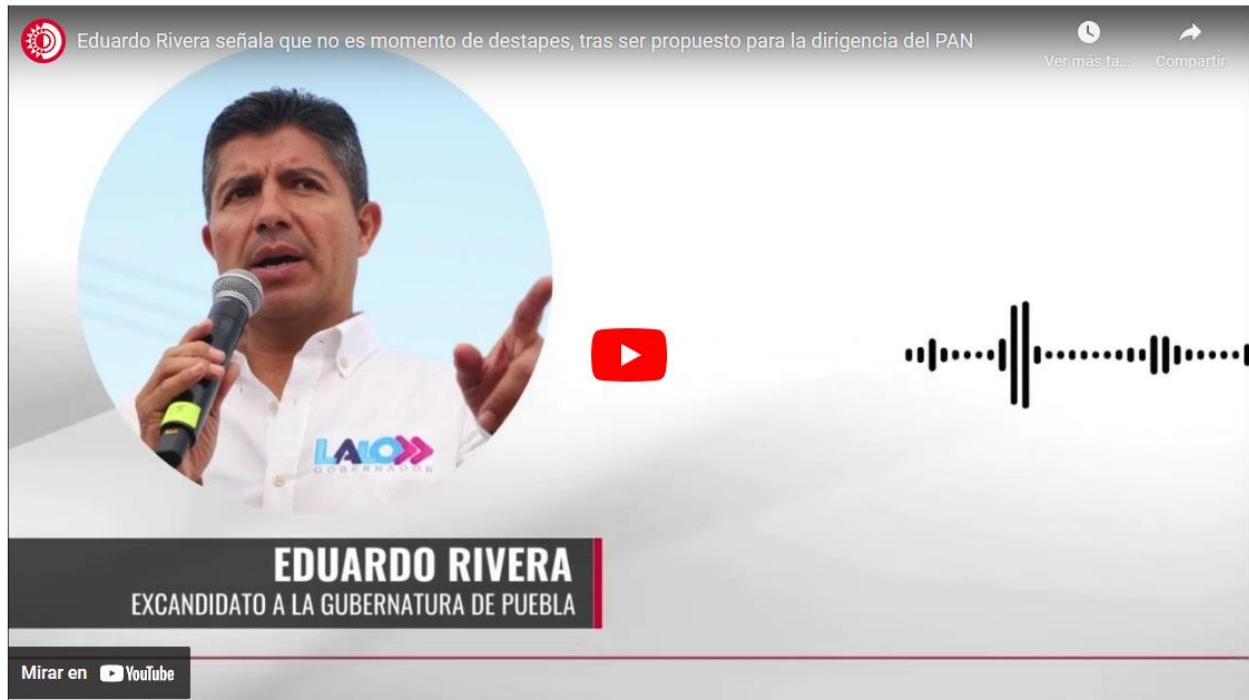 Eduardo Rivera señala que no es momento de destapes, tras ser propuesto para la dirigencia del PAN
Ver más ta...
Compartir
LALO
GOBERNADOR
EDUARDO RIVERA
EXCANDIDATO A LA GUBERNATURA DE PUEBLA
Mirar en YouTube